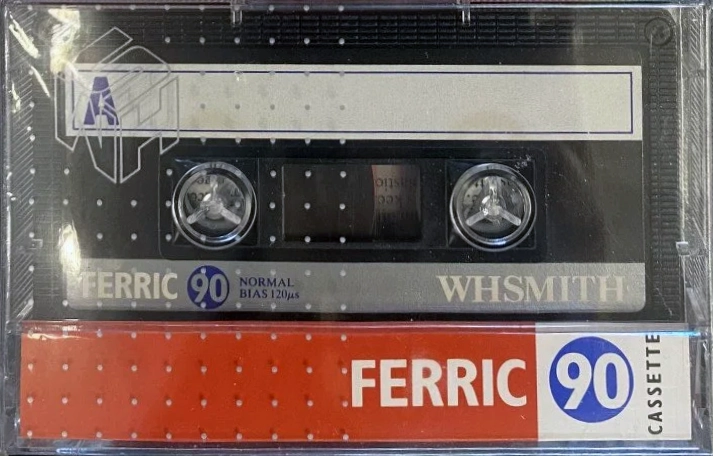 A
FERRIC 90 NORMAL
BIAS 120µs
WHSMITH
FERRIC 90 CASSETTE